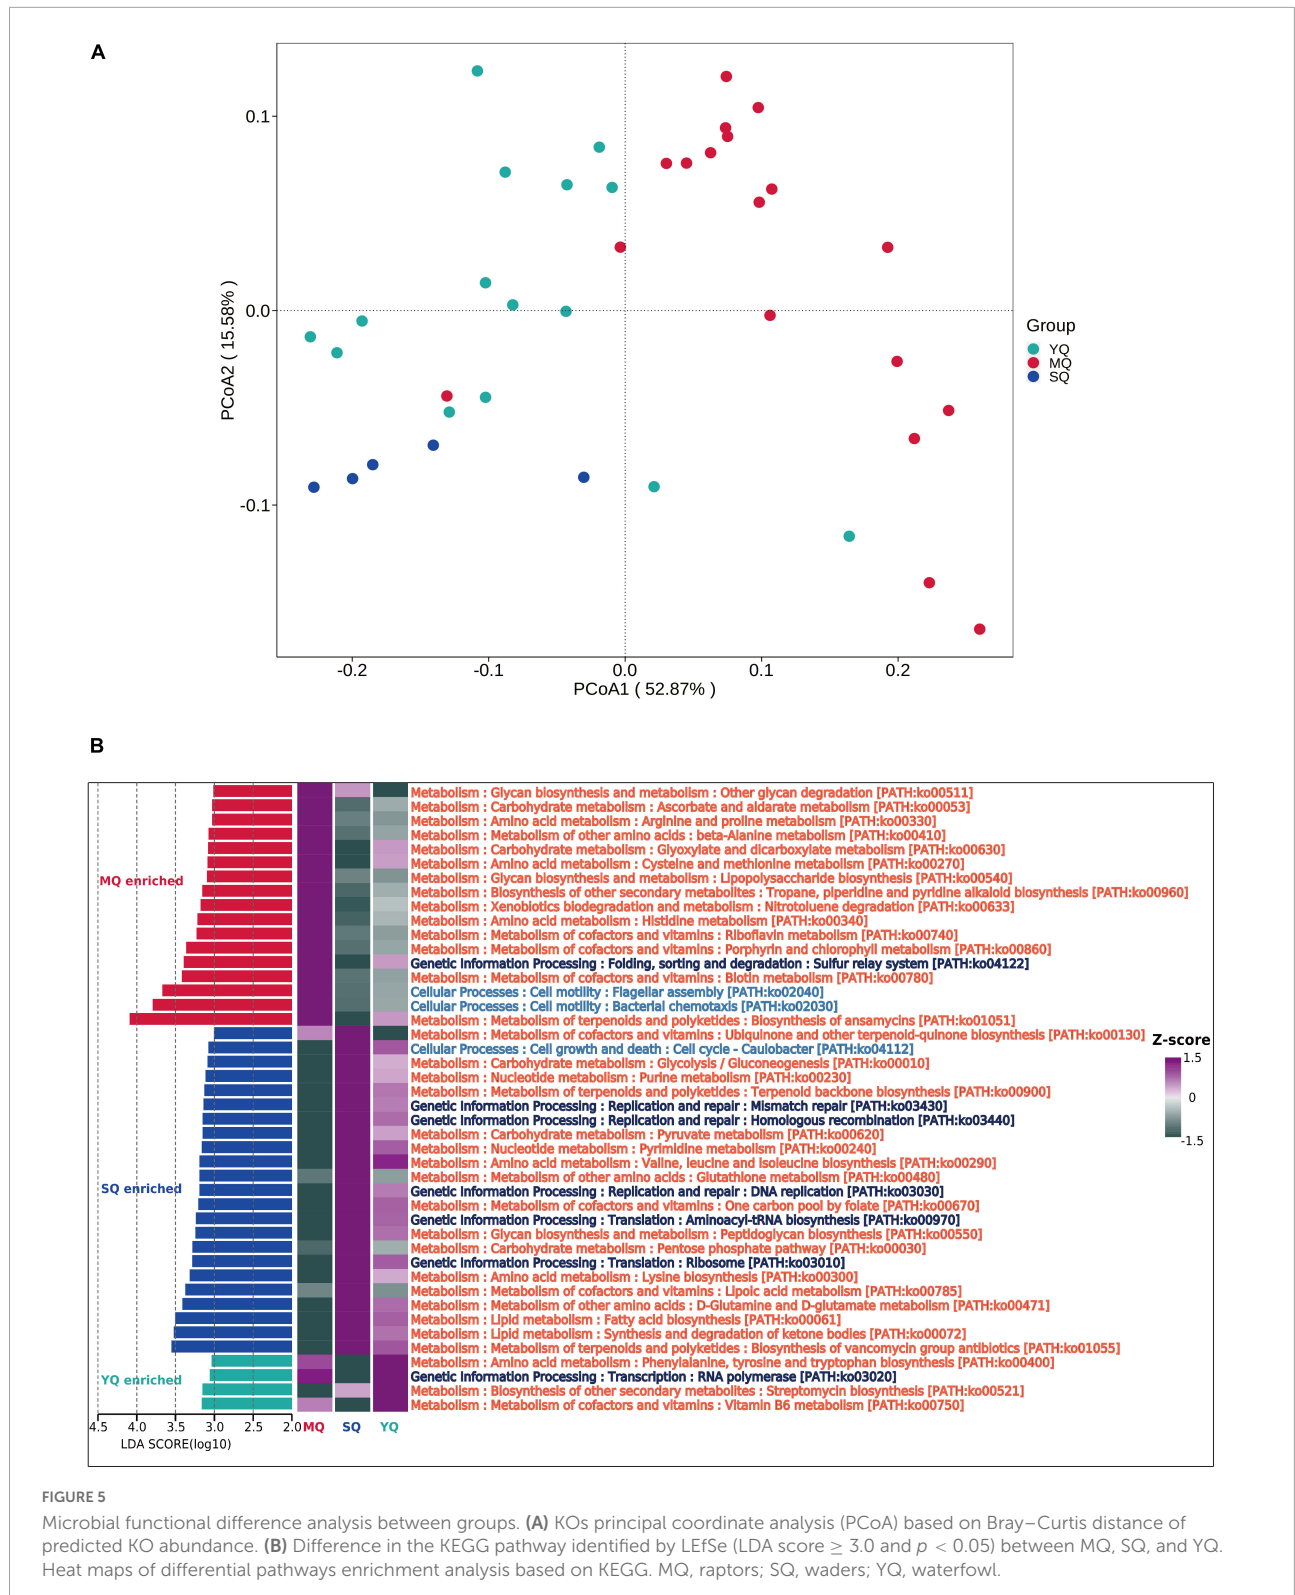 A
0.1
0.0
-0.1
PCoA2 ( 15.58% )
-0.2 -0.1 0.0 0.1 0.2
PCoA1 ( 52.87% )
Group
YQ
MQ
SQ
B
Metabolism : Glycan biosynthesis and metabolism : Other glycan degradation [PATH:ko00511]
Metabolism : Carbohydrate metabolism : Ascorbate and aldarate metabolism [PATH:ko00053]
Metabolism : Amino acid metabolism : Arginine and proline metabolism [PATH:ko00330]
Metabolism : Metabolism of other amino acids : beta-Alanine metabolism [PATH:ko00410]
Metabolism : Carbohydrate metabolism : Glyoxylate and dicarboxylate metabolism [PATH:ko00630]
Metabolism : Amino acid metabolism : Cysteine and methionine metabolism [PATH:ko00270]
Metabolism : Glycan biosynthesis and metabolism : Lipopolysaccharide biosynthesis [PATH:ko00540]
MQ enriched
Metabolism : Biosynthesis of other secondary metabolites : Tropane, piperidine and pyridine alkaloid biosynthesis [PATH:ko00960]
Metabolism : Xenobiotics biodegradation and metabolism : Nitrotoluene degradation [PATH:ko00633]
Metabolism : Amino acid metabolism : Histidine metabolism [PATH:ko00340]
Metabolism : Metabolism of cofactors and vitamins : Riboflavin metabolism [PATH:ko00740]
Metabolism : Metabolism of cofactors and vitamins : Porphyrin and chlorophyll metabolism [PATH:ko00860]
Genetic Information Processing : Folding, sorting and degradation : Sulfur relay system [PATH:ko04122]
Metabolism : Metabolism of cofactors and vitamins : Biotin metabolism [PATH:ko00780]
Cellular Processes : Cell motility : Flagellar assembly [PATH:ko02040]
Cellular Processes : Cell motility : Bacterial chemotaxis [PATH:ko02030]
Metabolism : Metabolism of terpenoids and polyketides : Biosynthesis of ansamycins [PATH:ko01051]
Metabolism : Metabolism of cofactors and vitamins : Ubiquinone and other terpenoid-quinone biosynthesis [PATH:ko00130]
Cellular Processes : Cell growth and death : Cell cycle - Caulobacter [PATH:ko04112]
Metabolism : Carbohydrate metabolism : Glycolysis / Gluconeogenesis [PATH:ko00010]
Metabolism : Nucleotide metabolism : Purine metabolism [PATH:ko00230]
Metabolism : Metabolism of terpenoids and polyketides : Terpenoid backbone biosynthesis [PATH:ko00900]
Genetic Information Processing : Replication and repair : Mismatch repair [PATH:ko03430]
Genetic Information Processing : Replication and repair : Homologous recombination [PATH:ko03440]
Metabolism : Carbohydrate metabolism : Pyruvate metabolism [PATH:ko00620]
Metabolism : Nucleotide metabolism : Pyrimidine metabolism [PATH:ko00240]
Metabolism : Amino acid metabolism : Valine, leucine and isoleucine biosynthesis [PATH:ko00290]
Metabolism : Metabolism of other amino acids : Glutathione metabolism [PATH:ko00480]
SQ enriched
Genetic Information Processing : Replication and repair : DNA replication [PATH:ko03030]
Metabolism : Metabolism of cofactors and vitamins : One carbon pool by folate [PATH:ko00670]
Genetic Information Processing : Translation : Aminoacyl-tRNA biosynthesis [PATH:ko00970]
Metabolism : Glycan biosynthesis and metabolism : Peptidoglycan biosynthesis [PATH:ko00550]
Metabolism : Carbohydrate metabolism : Pentose phosphate pathway [PATH:ko00030]
Genetic Information Processing : Translation : Ribosome [PATH:ko03010]
Metabolism : Amino acid metabolism : Lysine biosynthesis [PATH:ko00300]
Metabolism : Metabolism of cofactors and vitamins : Lipoic acid metabolism [PATH:ko00785]
Metabolism : Metabolism of other amino acids : D-Glutamine and D-glutamate metabolism [PATH:ko00471]
Metabolism : Lipid metabolism : Fatty acid biosynthesis [PATH:ko00061]
Metabolism : Lipid metabolism : Synthesis and degradation of ketone bodies [PATH:ko00072]
Metabolism : Metabolism of terpenoids and polyketides : Biosynthesis of vancomycin group antibiotics [PATH:ko01055]
Metabolism : Amino acid metabolism : Phenylalanine, tyrosine and tryptophan biosynthesis [PATH:ko00400]
YQ enriched
Genetic Information Processing : Transcription : RNA polymerase [PATH:ko03020]
Metabolism : Biosynthesis of other secondary metabolites : Streptomycin biosynthesis [PATH:ko00521]
Metabolism : Metabolism of cofactors and vitamins : Vitamin B6 metabolism [PATH:ko00750]
Z-score
1.5
0
-1.5
4.5 4.0 3.5 3.0 2.5 2.0 MQ SQ YQ
LDA SCORE(log10)
FIGURE 5
Microbial functional difference analysis between groups. (A) KOs principal coordinate analysis (PCoA) based on Bray–Curtis distance of
predicted KO abundance. (B) Difference in the KEGG pathway identified by LEfSe (LDA score ≥ 3.0 and p < 0.05) between MQ, SQ, and YQ.
Heat maps of differential pathways enrichment analysis based on KEGG. MQ, raptors; SQ, waders; YQ, waterfowl.